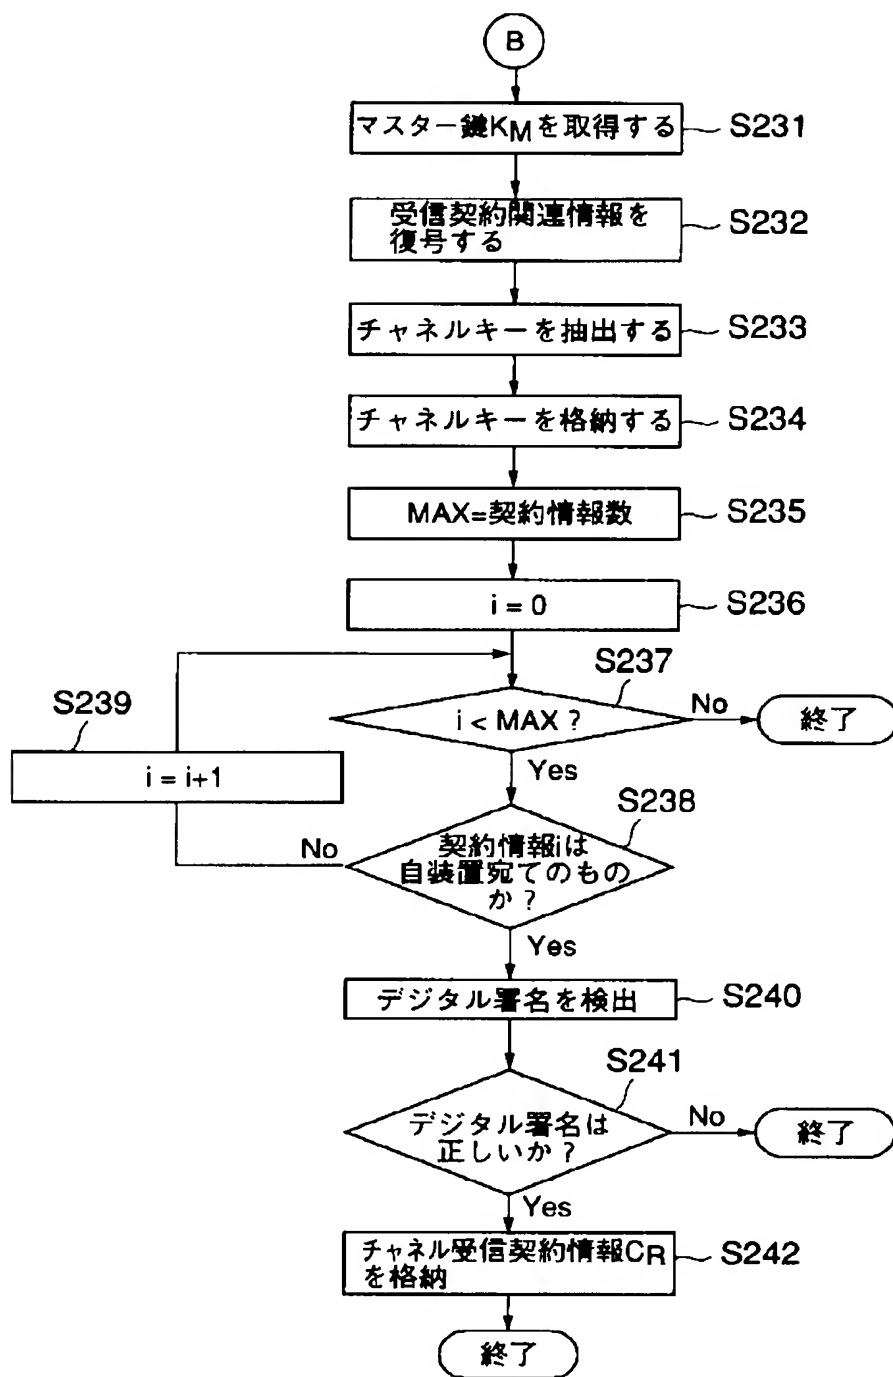 B
マスター鍵KMを取得する
S231
受信契約関連情報を
復号する
S232
チャネルキーを抽出する
S233
チャネルキーを格納する
S234
MAX=契約情報数
S235
i = 0
S236
S237
i < MAX ?
No
終了
Yes
S239
i = i+1
S238
契約情報iは
自装置宛てのもの
か?
No
Yes
デジタル署名を検出
S240
S241
デジタル署名は
正しいか?
No
終了
Yes
チャネル受信契約情報CR
を格納
S242
終了